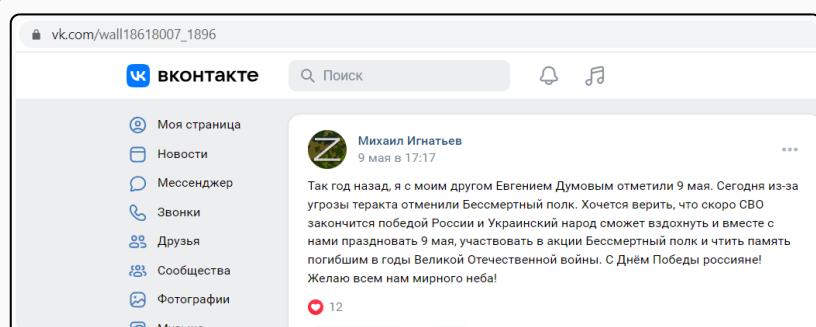 vk.com/wall18618007_1896
вконтакте
Поиск
Моя страница
Новости
Мессенджер
Звонки
Друзья
Сообщества
Фотографии
Михаил Игнатьев
9 мая в 17:17
Так год назад, я с моим другом Евгением Думовым отметили 9 мая. Сегодня из-за
угрозы теракта отменили Бессмертный полк. Хочется верить, что скоро СВО
закончится победой России и Украинский народ сможет вздохнуть и вместе с
нами праздновать 9 мая, участвовать в акции Бессмертный полк и чтить память
погибшим в годы Великой Отечественной войны. С Днём Победы россияне!
Желаю всем нам мирного неба!
12